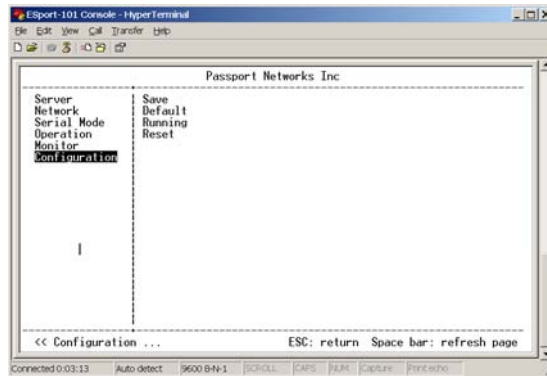 ESport-101 Console - HyperTerminal
File Edit View Call Transfer Help
Passport Networks Inc
Server
Network
Serial Mode
Operation
Monitor
Configuration
Save
Default
Running
Reset
<< Configuration ... ESC: return Space bar: refresh page
Connected 0:03:13 Auto detect 9600 8-N-1 SCROLL CAPS NUM Capture Print echo